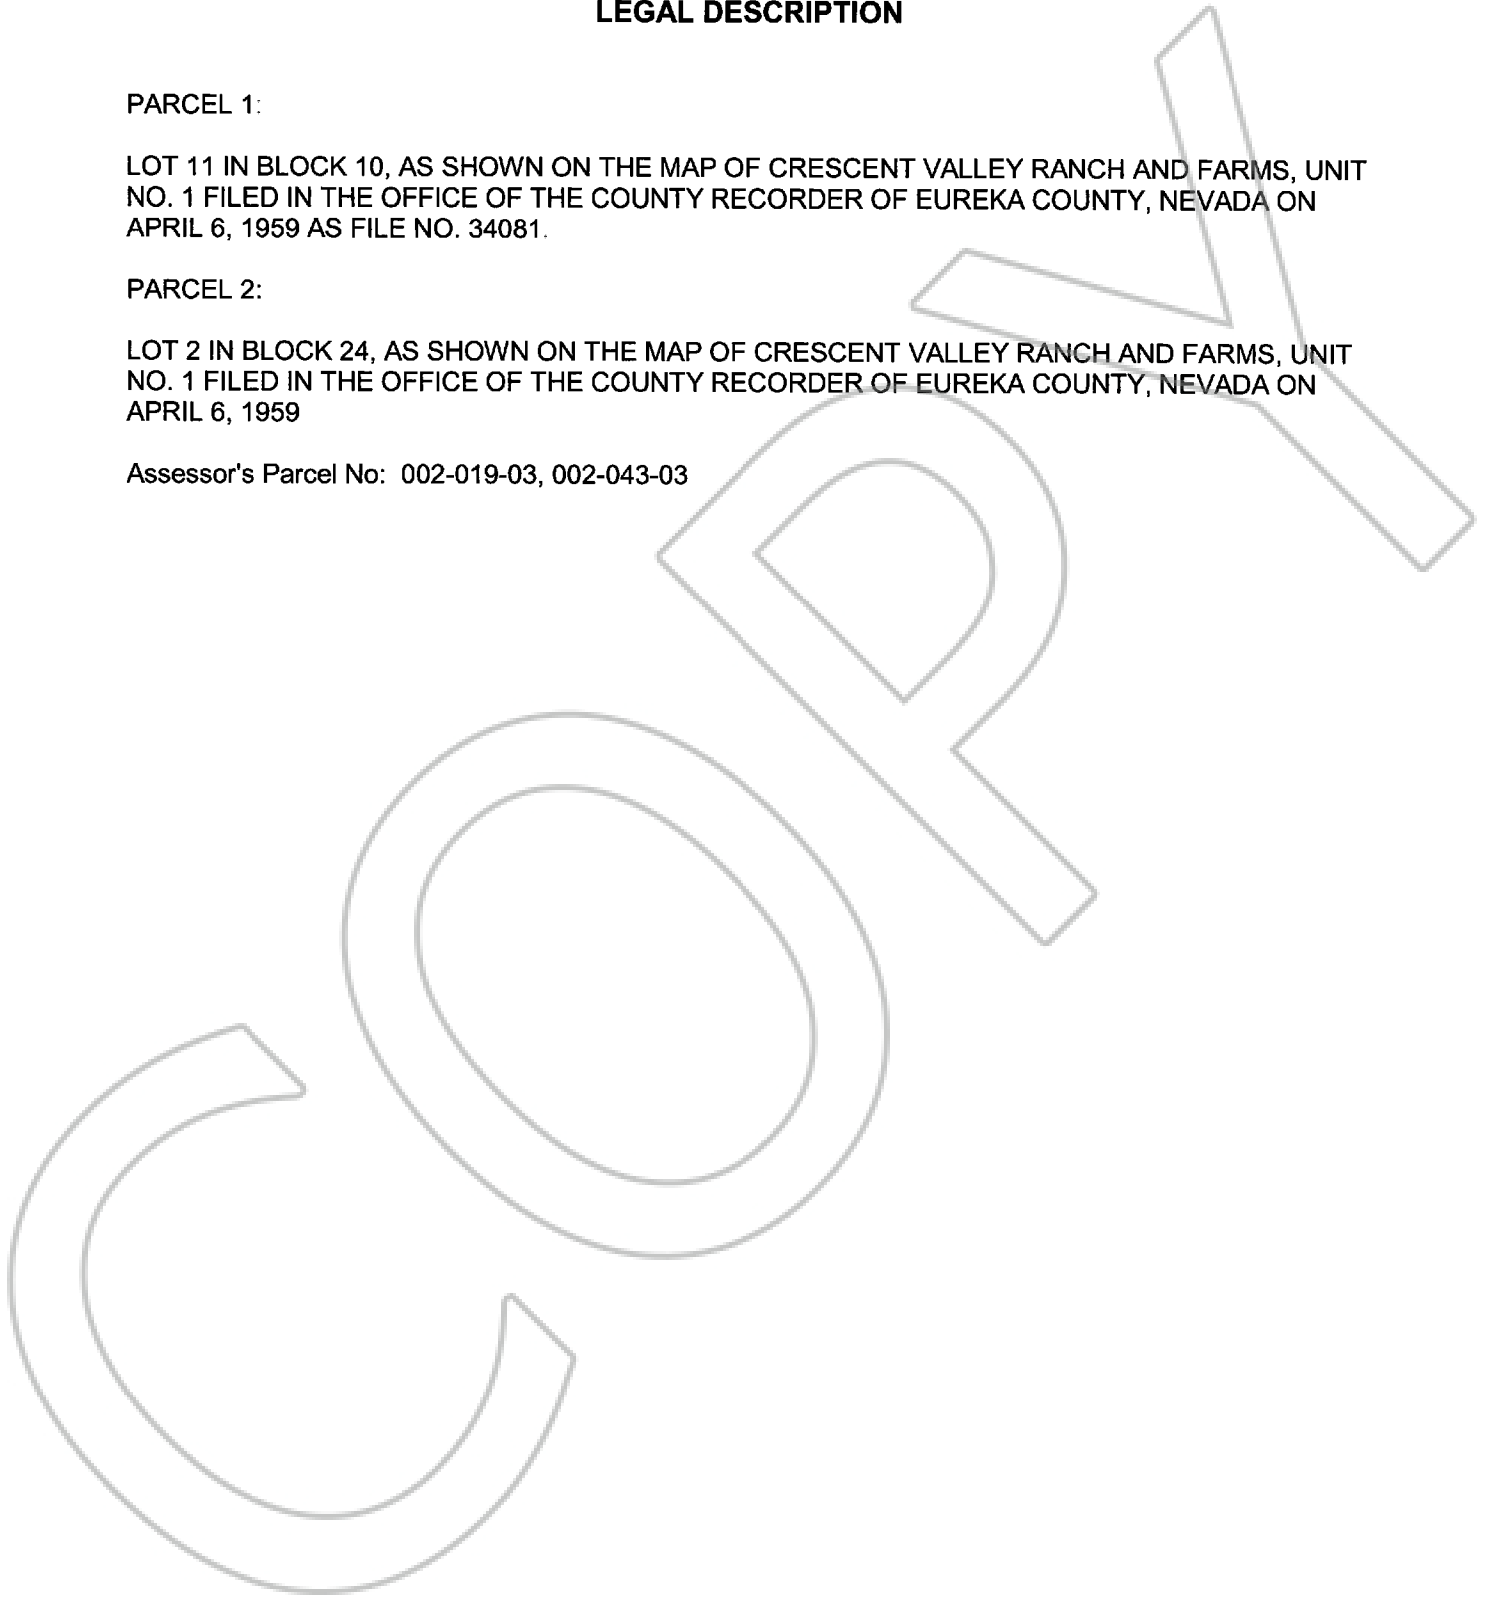 LEGAL DESCRIPTION
PARCEL 1:
LOT 11 IN BLOCK 10, AS SHOWN ON THE MAP OF CRESCENT VALLEY RANCH AND FARMS, UNIT
NO. 1 FILED IN THE OFFICE OF THE COUNTY RECORDER OF EUREKA COUNTY, NEVADA ON
APRIL 6, 1959 AS FILE NO. 34081.
PARCEL 2:
LOT 2 IN BLOCK 24, AS SHOWN ON THE MAP OF CRESCENT VALLEY RANCH AND FARMS, UNIT
NO. 1 FILED IN THE OFFICE OF THE COUNTY RECORDER OF EUREKA COUNTY, NEVADA ON
APRIL 6, 1959
Assessor's Parcel No:  002-019-03, 002-043-03
COPY